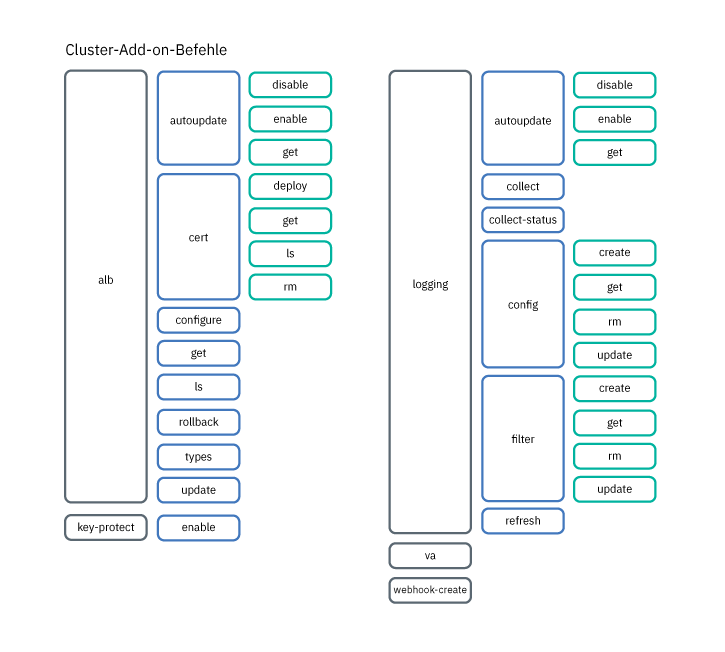 Cluster-Add-on-Befehle
alb
autoupdate
disable
enable
get
cert
deploy
get
ls
rm
configure
get
ls
rollback
types
update
key-protect
enable
logging
autoupdate
disable
enable
get
collect
collect-status
config
create
get
rm
update
filter
create
get
rm
update
refresh
va
webhook-create